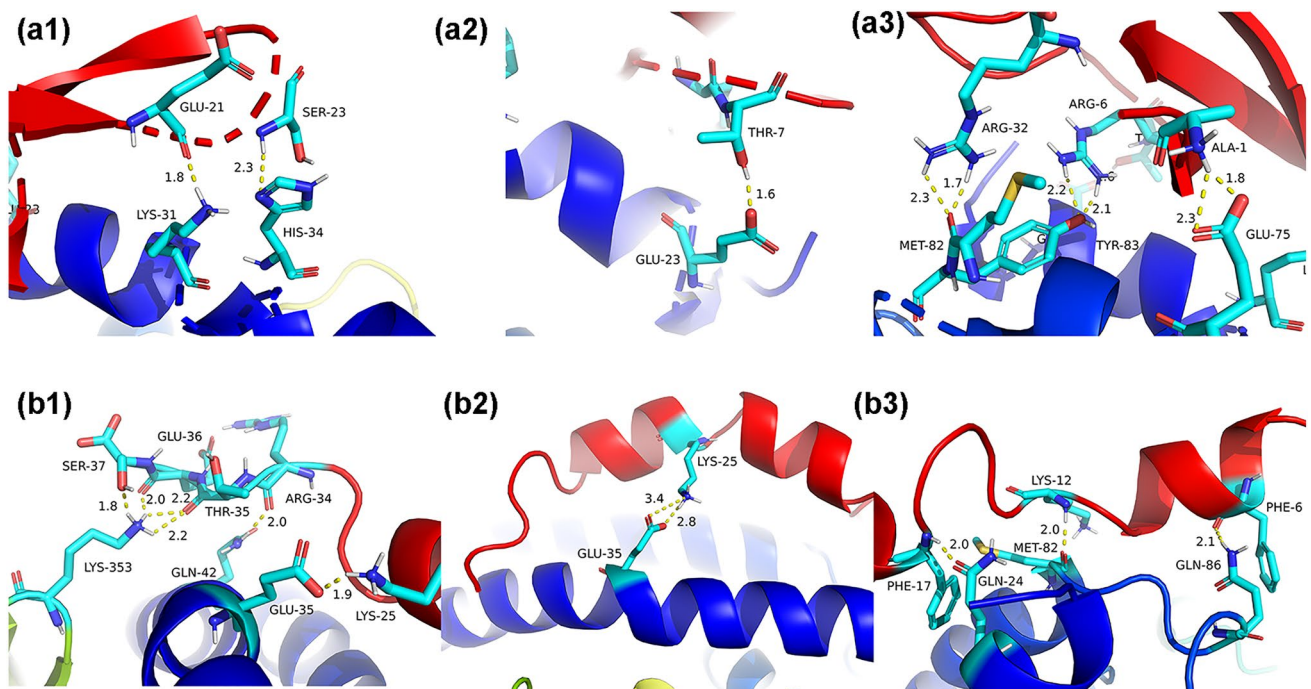 (a1)
GLU-21
SER-23
2.3
1.8
LYS-31
HIS-34
(a2)
THR-7
1.6
GLU-23
(a3)
ARG-32
ARG-6
ALA-1
1.7
2.2
1.8
2.3
2.1
2.3
MET-82
TYR-83
GLU-75
(b1)
GLU-36
SER-37
ARG-34
2.0
2.2
1.8
THR-35
2.0
2.2
LYS-353
GLN-42
GLU-35
1.9
LYS-25
(b2)
LYS-25
3.4
2.8
GLU-35
(b3)
LYS-12
PHE-6
2.0
2.0
MET-82
2.1
GLN-86
PHE-17
GLN-24